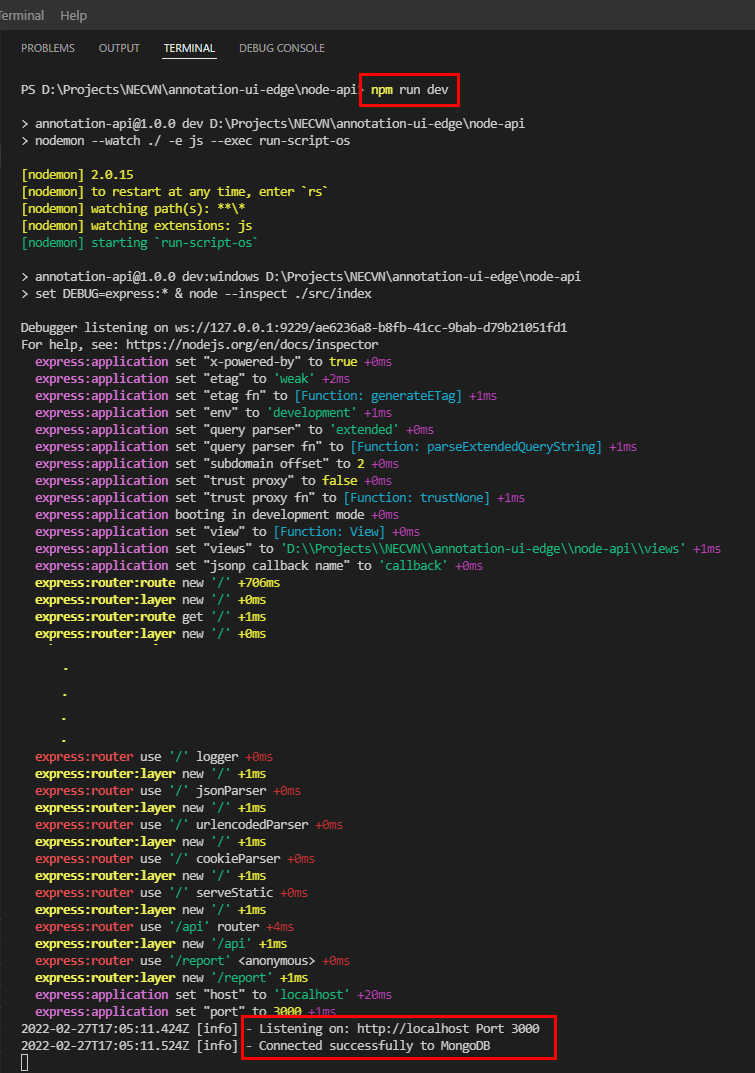 Terminal Help
PROBLEMS OUTPUT TERMINAL DEBUG CONSOLE
PS D:\Projects\NECVN\annotation-ui-edge\node-api> npm run dev
> annotation-api@1.0.0 dev D:\Projects\NECVN\annotation-ui-edge\node-api
> nodemon --watch ./ -e js --exec run-script-os
[nodemon] 2.0.15
[nodemon] to restart at any time, enter `rs`
[nodemon] watching path(s): **\*
[nodemon] watching extensions: js
[nodemon] starting `run-script-os`
> annotation-api@1.0.0 dev:windows D:\Projects\NECVN\annotation-ui-edge\node-api
> set DEBUG=express:* & node --inspect ./src/index
Debugger listening on ws://127.0.0.1:9229/ae6236a8-b8fb-41cc-9bab-d79b21051fd1
For help, see: https://nodejs.org/en/docs/inspector
express:application set "x-powered-by" to true +0ms
express:application set "etag" to 'weak' +2ms
express:application set "etag fn" to [Function: generateETag] +1ms
express:application set "env" to 'development' +1ms
express:application set "query parser" to 'extended' +0ms
express:application set "query parser fn" to [Function: parseExtendedQueryString] +1ms
express:application set "subdomain offset" to 2 +0ms
express:application set "trust proxy" to false +0ms
express:application set "trust proxy fn" to [Function: trustNone] +1ms
express:application booting in development mode +0ms
express:application set "view" to [Function: View] +0ms
express:application set "views" to 'D:\\Projects\\NECVN\\annotation-ui-edge\\node-api\\views' +1ms
express:application set "jsonp callback name" to 'callback' +0ms
express:router:route new '/' +706ms
express:router:layer new '/' +0ms
express:router:route get '/' +1ms
express:router:layer new '/' +0ms
.
.
.
.
express:router use '/' logger +0ms
express:router:layer new '/' +1ms
express:router use '/' jsonParser +0ms
express:router:layer new '/' +1ms
express:router use '/' urlencodedParser +0ms
express:router:layer new '/' +1ms
express:router use '/' cookieParser +0ms
express:router:layer new '/' +1ms
express:router use '/' serveStatic +0ms
express:router:layer new '/' +1ms
express:router use '/api' router +4ms
express:router:layer new '/api' +1ms
express:router use '/report' <anonymous> +0ms
express:router:layer new '/report' +1ms
express:application set "host" to 'localhost' +20ms
express:application set "port" to 3000 +1ms
2022-02-27T17:05:11.424Z [info] - Listening on: http://localhost Port 3000
2022-02-27T17:05:11.524Z [info] - Connected successfully to MongoDB